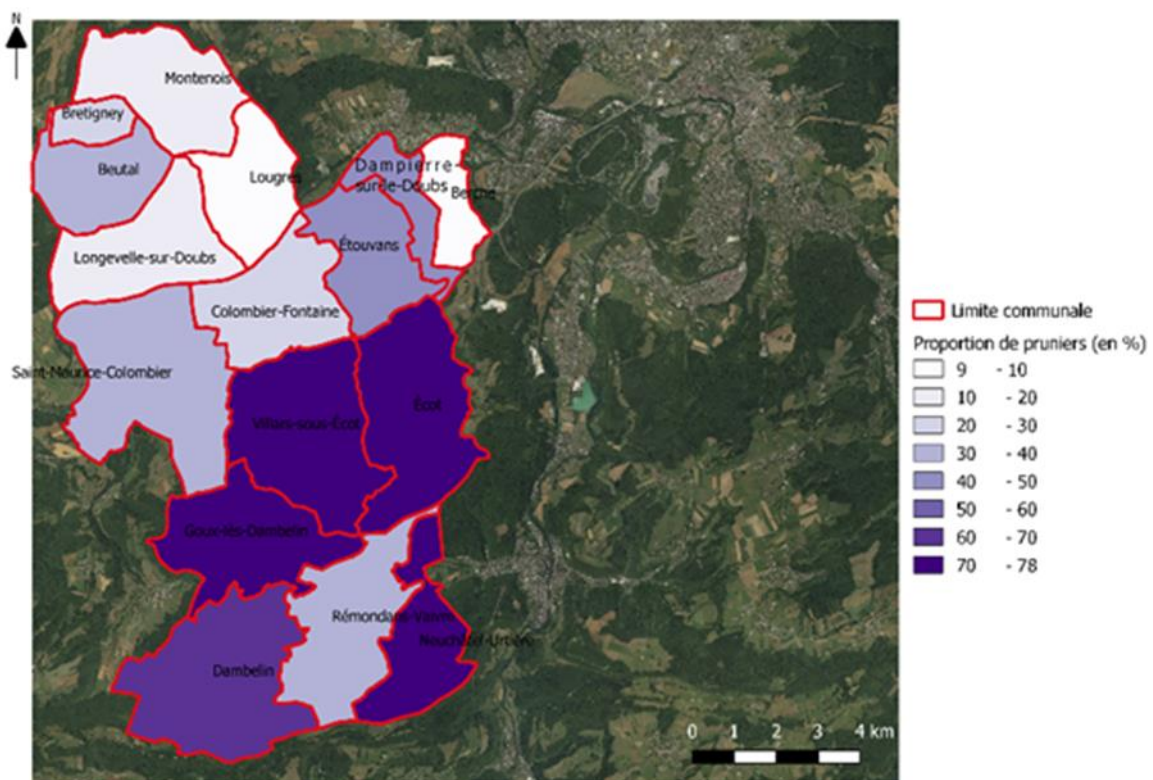 N
Montenois
Bretigney
Beutal
Lougres
Dampierre-
sur-le-Doubs
Berche
Étouvans
Longevelle-sur-Doubs
Colombier-Fontaine
Saint-Maurice-Colombier
Écot
Villars-sous-Écot
Goux-lès-Dambelin
Rémondans-Vaivre
Neuchâtel-Urtière
Dambelin
Limite communale
Proportion de pruniers (en %)
9 - 10
10 - 20
20 - 30
30 - 40
40 - 50
50 - 60
60 - 70
70 - 78
0 1 2 3 4 km